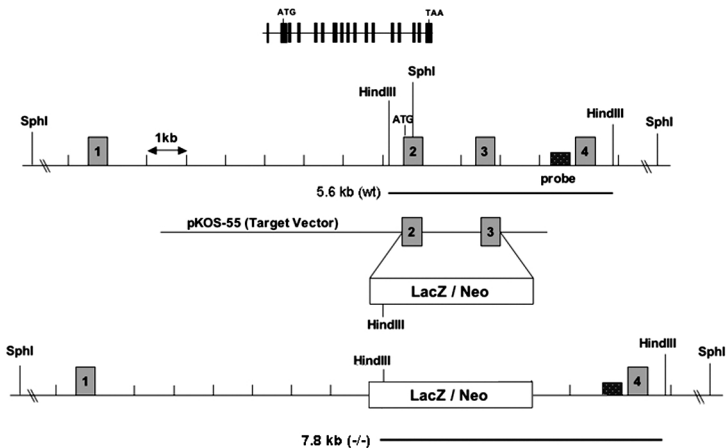 ATG TAA
SphI
HindIII
ATG
HindIII
SphI
SphI
1kb
1 2 3 4
probe
5.6 kb (wt)
pKOS-55 (Target Vector)
2 3
LacZ / Neo
HindIII
SphI
HindIII
HindIII
SphI
1
LacZ / Neo
4
7.8 kb (-/-)